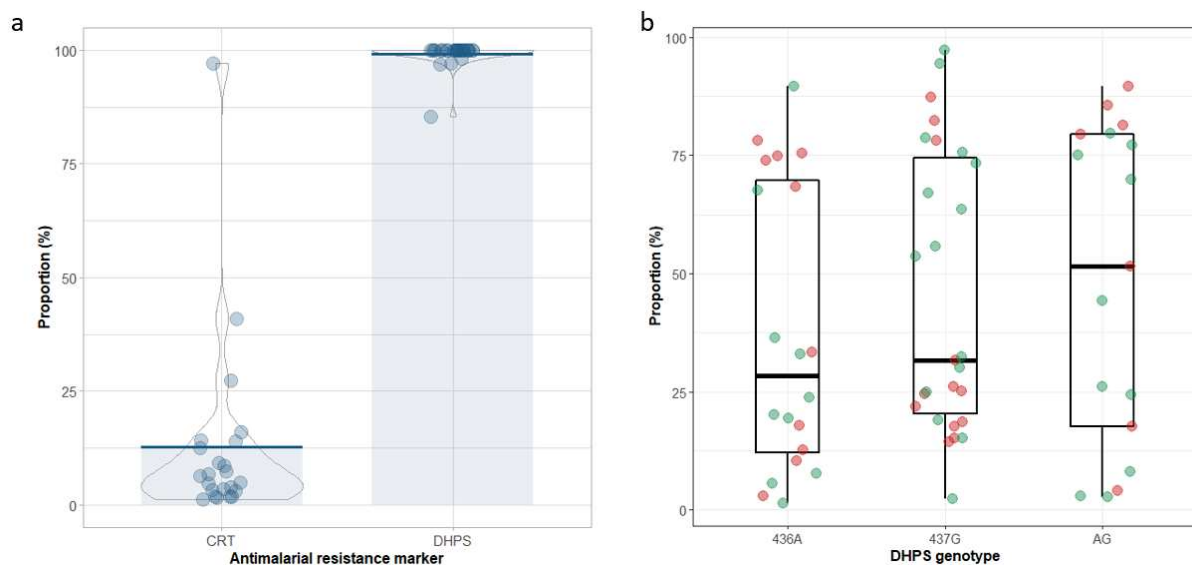 a
100
75
50
25
0
Proportion (%)
CRT
DHPS
Antimalarial resistance marker
b
100
75
50
25
0
Proportion (%)
436A
437G
AG
DHPS genotype